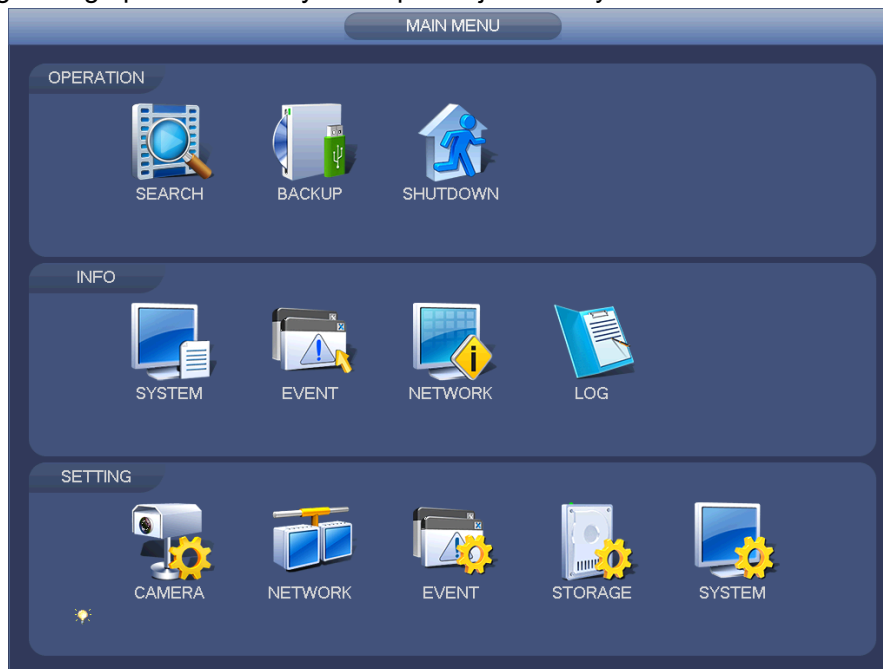 MAIN MENU
OPERATION
SEARCH BACKUP SHUTDOWN
INFO
SYSTEM EVENT NETWORK LOG
SETTING
CAMERA NETWORK EVENT STORAGE SYSTEM